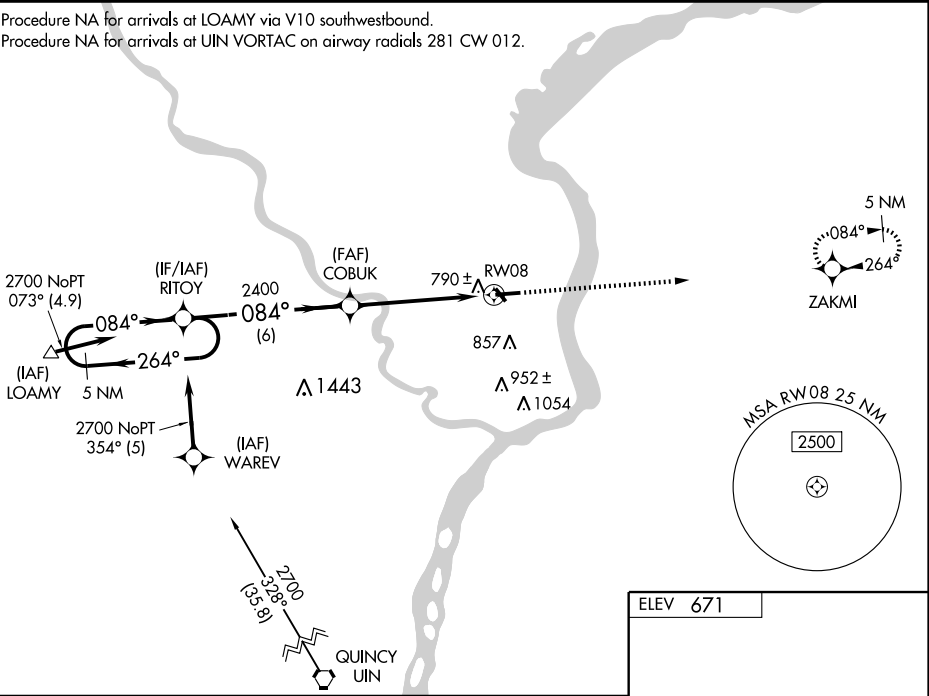 Procedure NA for arrivals at LOAMY via V10 southwestbound.
Procedure NA for arrivals at UIN VORTAC on airway radials 281 CW 012.
5 NM
084°
264°
ZAKMI
(FAF)
COBUK
790 ±
RW08
(IF/IAF)
RITOY
2400
084°
(6)
2700 NoPT
073° (4.9)
084°
264°
(IAF)
LOAMY
5 NM
857
1443
952 ±
1054
2700 NoPT
354° (5)
(IAF)
WAREV
MSA RW08 25 NM
2500
2700
328°
(35.8)
QUINCY
UIN
ELEV 671